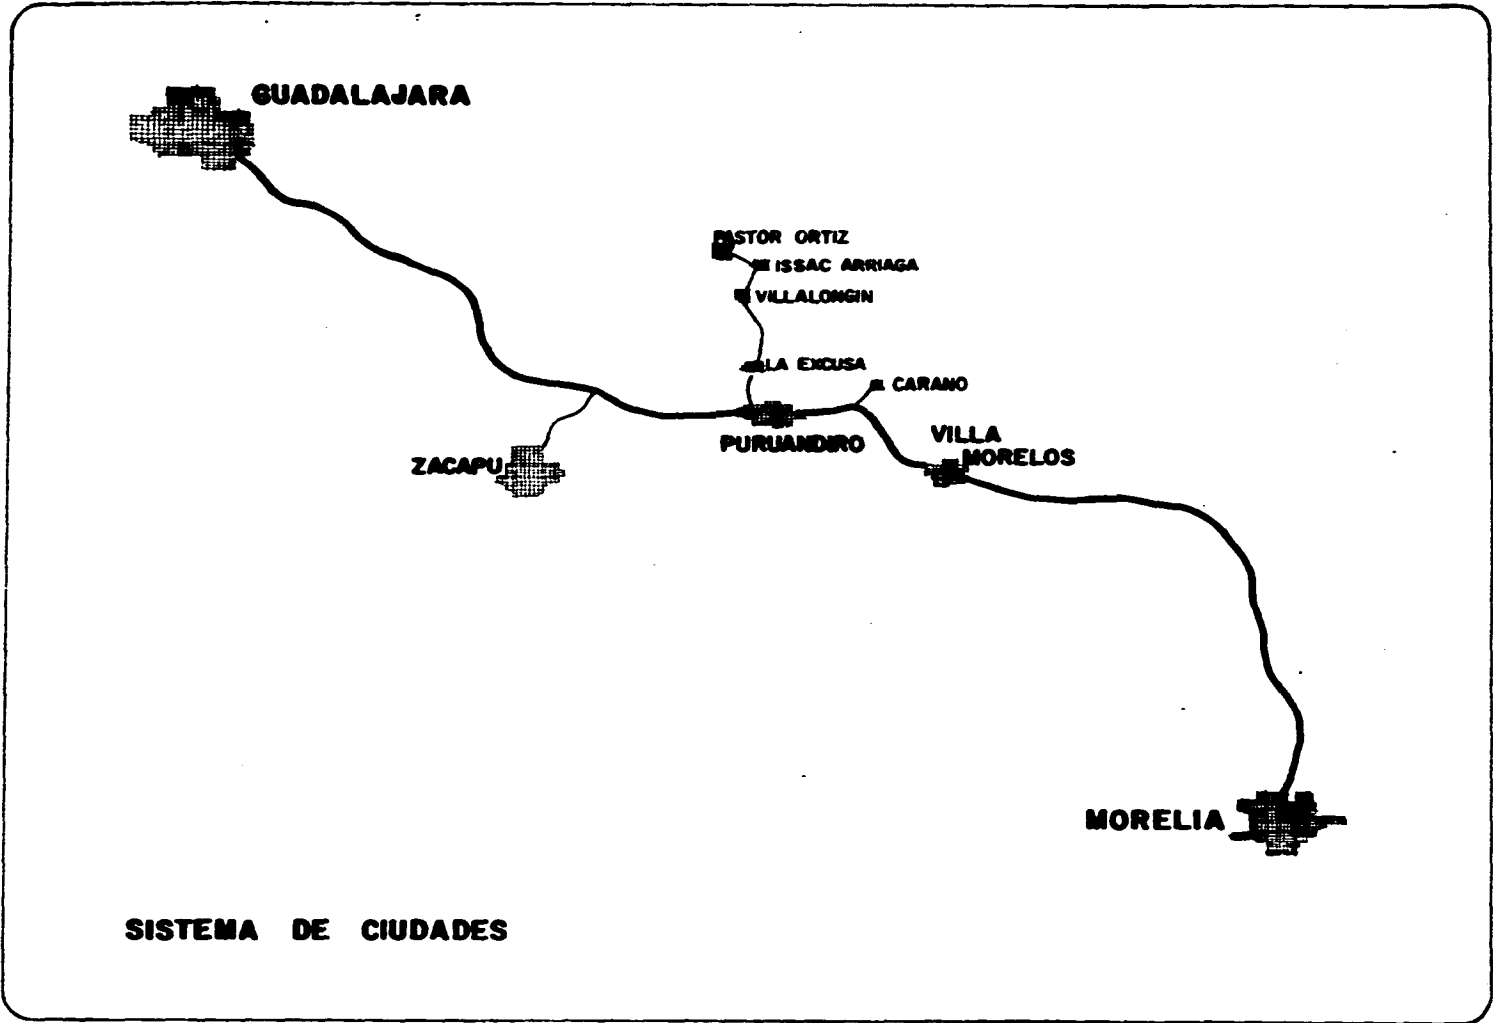 GUADALAJARA
PASTOR ORTIZ
ISSAC ARRIAGA
VILLALONGIN
LA EXCUSA
CARANO
PURUANDIRO
VILLA
MORELOS
ZACAPU
MORELIA
SISTEMA DE CIUDADES